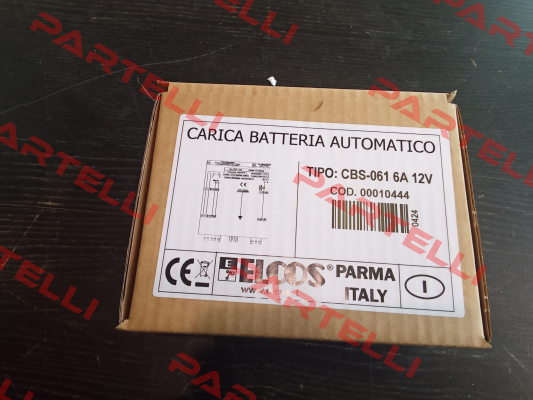 CARICA BATTERIA AUTOMATICO
TIPO: CBS-061 6A 12V
COD. 00010444
0424
CE
ELCOS® PARMA
ITALY
I
PARTELLI
PARTELLI
PARTELLI
PARTELLI
PARTELLI